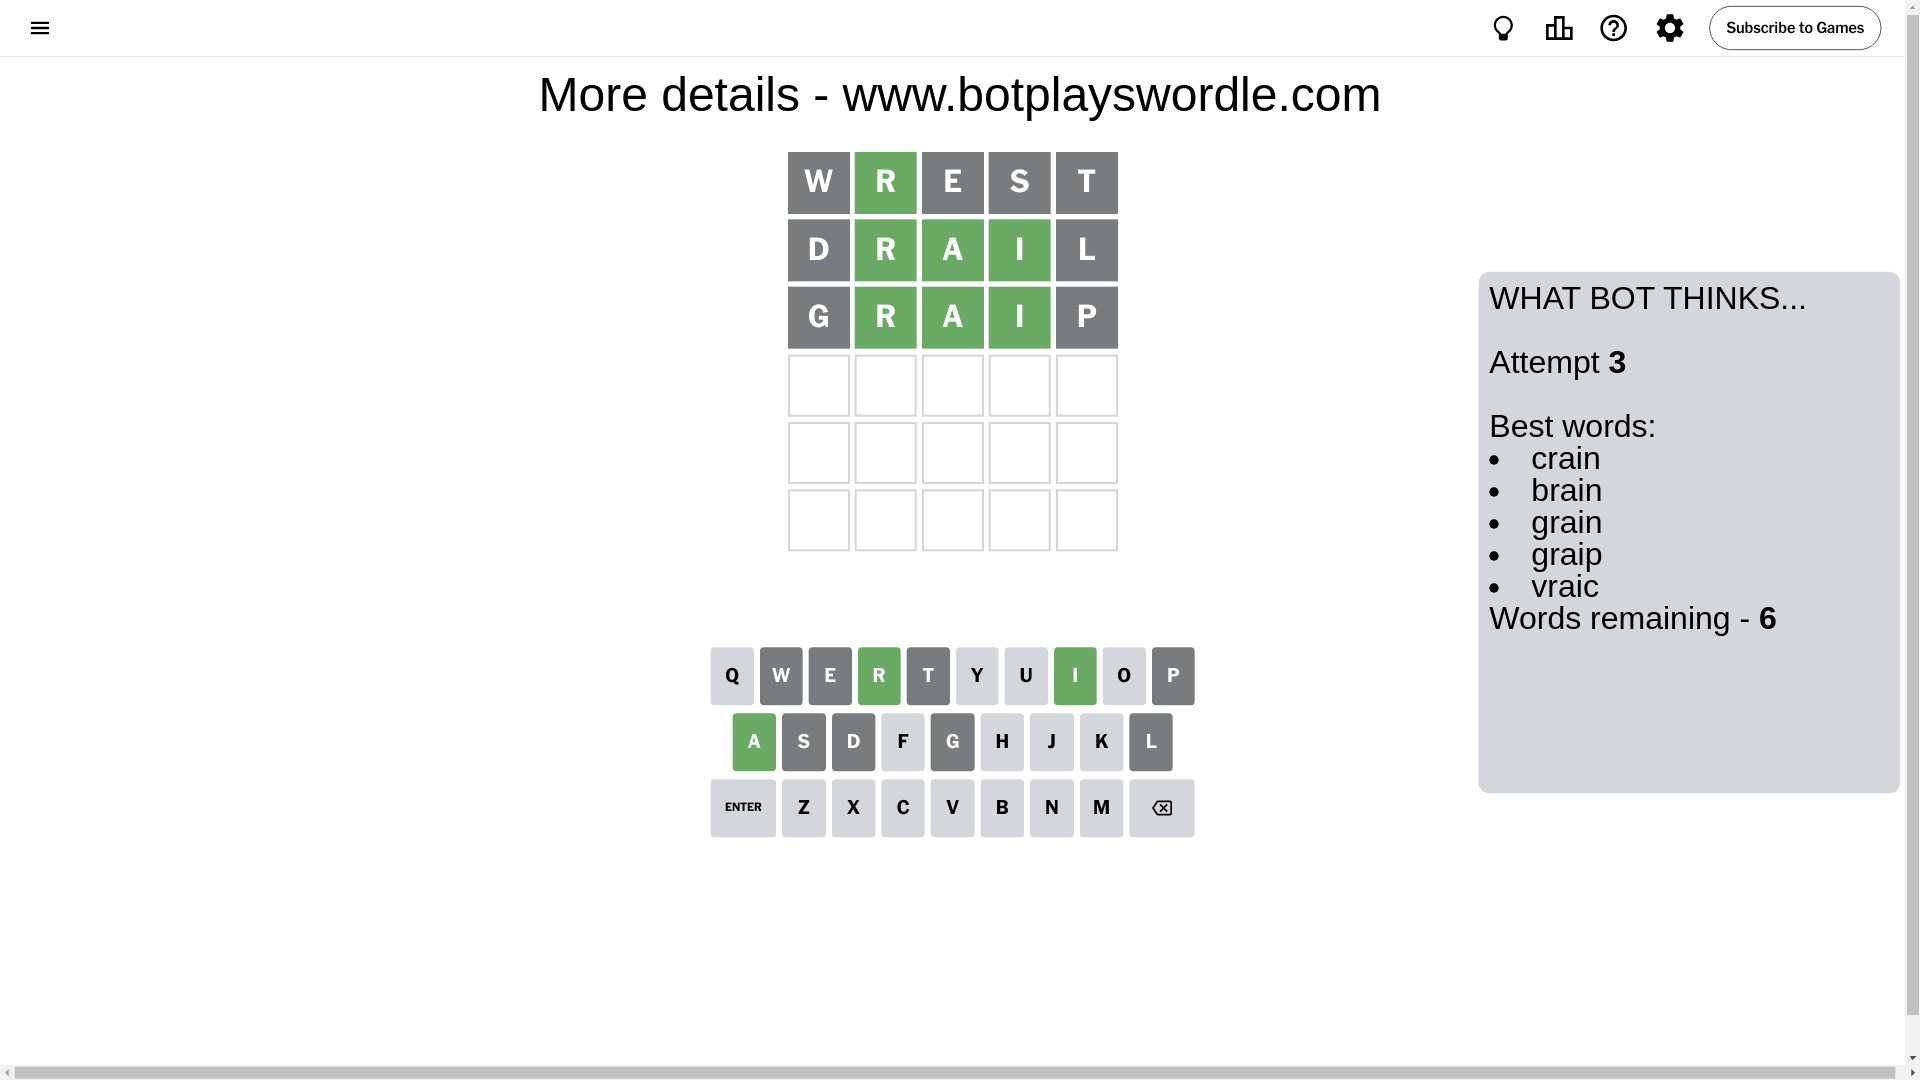 Subscribe to Games
More details - www.botplayswordle.com
W R E S T
D R A I L
G R A I P
WHAT BOT THINKS...
Attempt 3
Best words:
• crain
• brain
• grain
• graip
• vraic
Words remaining - 6
Q W E R T Y U I O P
A S D F G H J K L
ENTER Z X C V B N M